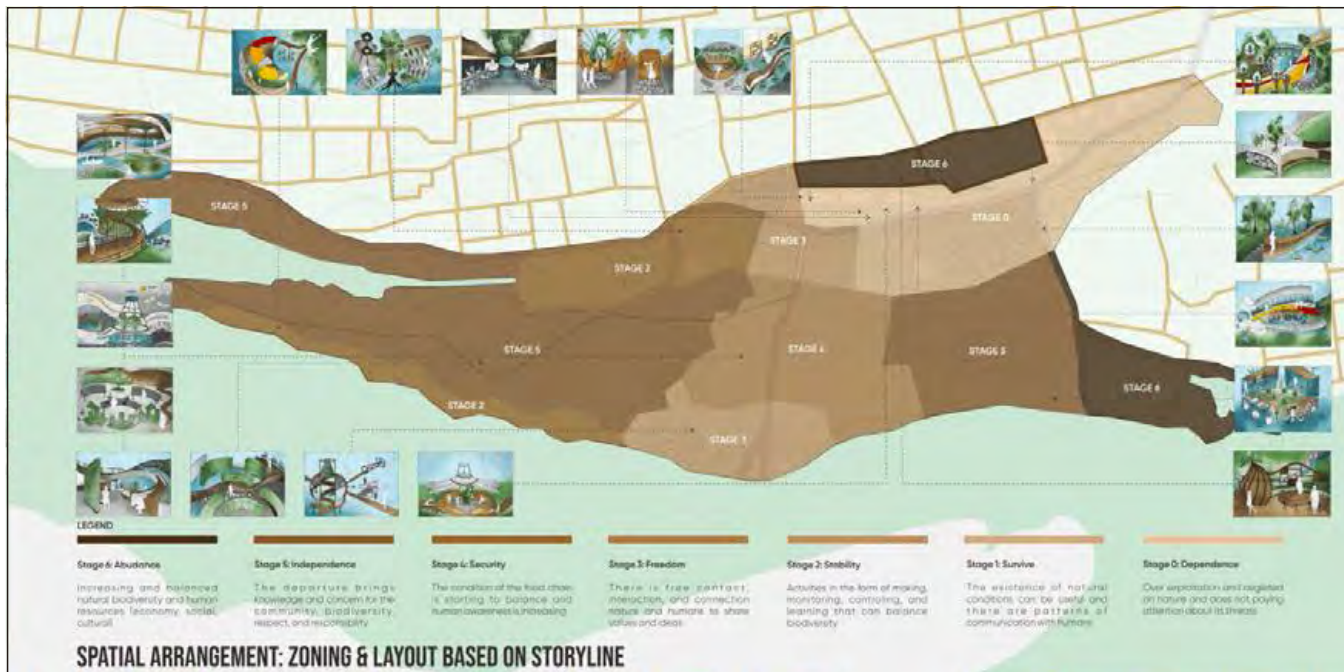 STAGE 6
STAGE 5
STAGE 0
STAGE 1
STAGE 2
STAGE 5
STAGE 4
STAGE 3
STAGE 6
STAGE 2
STAGE 1
LEGEND
Stage 6: Abudance
Increasing and balanced
natural biodiversity and human
resources (economy, social,
cultural)
Stage 5: Independence
The departure brings
knowledge and concern for the
community, biodiversity,
respect, and responsibility
Stage 4: Security
The condition of the food chain
is starting to balance and
human awareness is increasing
Stage 3: Freedom
There is free contact,
interaction, and connection
nature and humans to share
values and ideas
Stage 2: Stability
Activities in the form of making,
monitoring, controling, and
learning that can balance
biodiversity
Stage 1: Survive
The existence of natural
conditions can be useful and
there are patterns of
communication with humans
Stage 0: Dependence
Over exploitation and neglected
on nature and does not paying
attention about its threats
SPATIAL ARRANGEMENT: ZONING & LAYOUT BASED ON STORYLINE